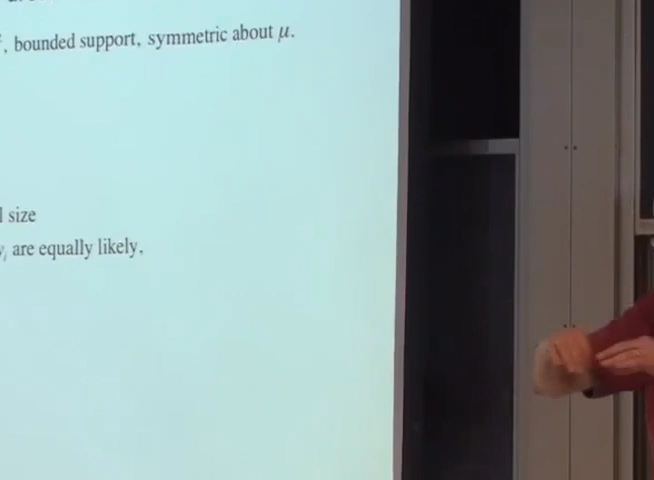 , bounded support, symmetric about μ.
size
are equally likely,